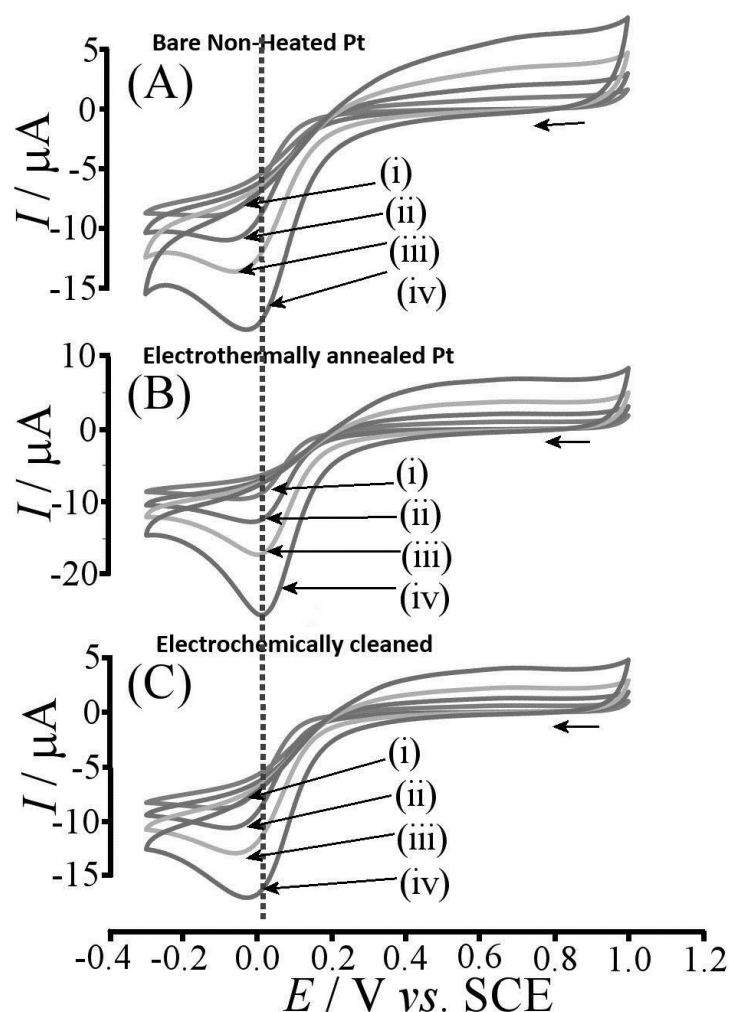 Bare Non-Heated Pt
(A)
5
0
-5
-10
-15
I / µA
(i)
(ii)
(iii)
(iv)
Electrothermally annealed Pt
(B)
10
0
-10
-20
I / µA
(i)
(ii)
(iii)
(iv)
Electrochemically cleaned
(C)
5
0
-5
-10
-15
I / µA
(i)
(ii)
(iii)
(iv)
-0.4 -0.2 0.0 0.2 0.4 0.6 0.8 1.0 1.2
E / V vs. SCE